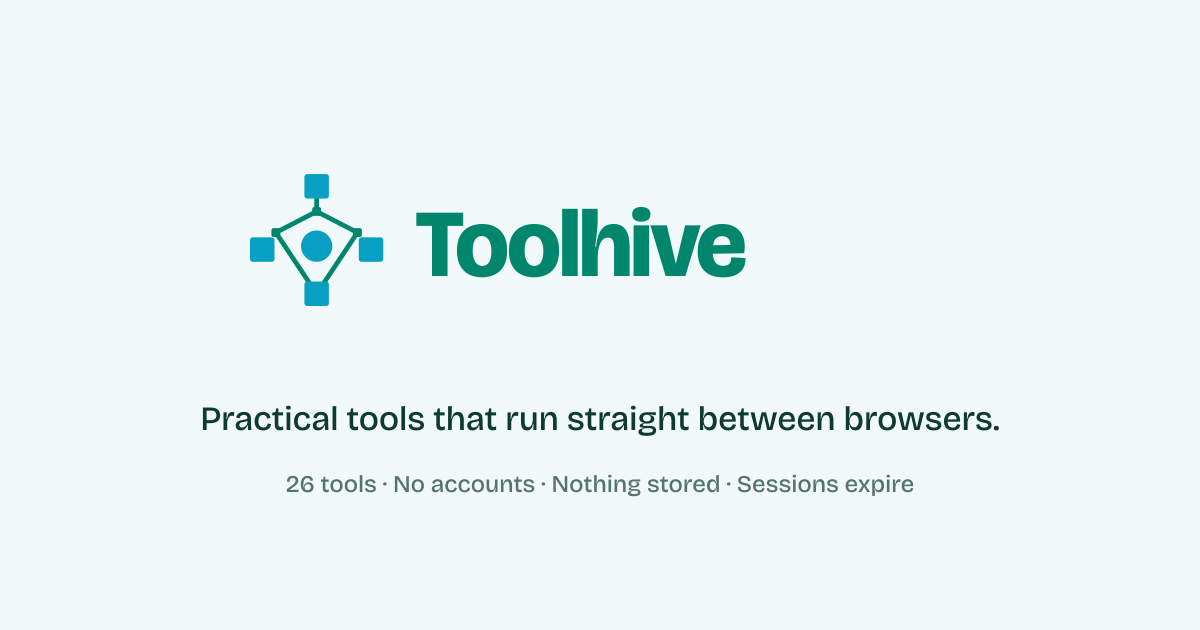 Toolhive
Practical tools that run straight between browsers.
26 tools · No accounts · Nothing stored · Sessions expire